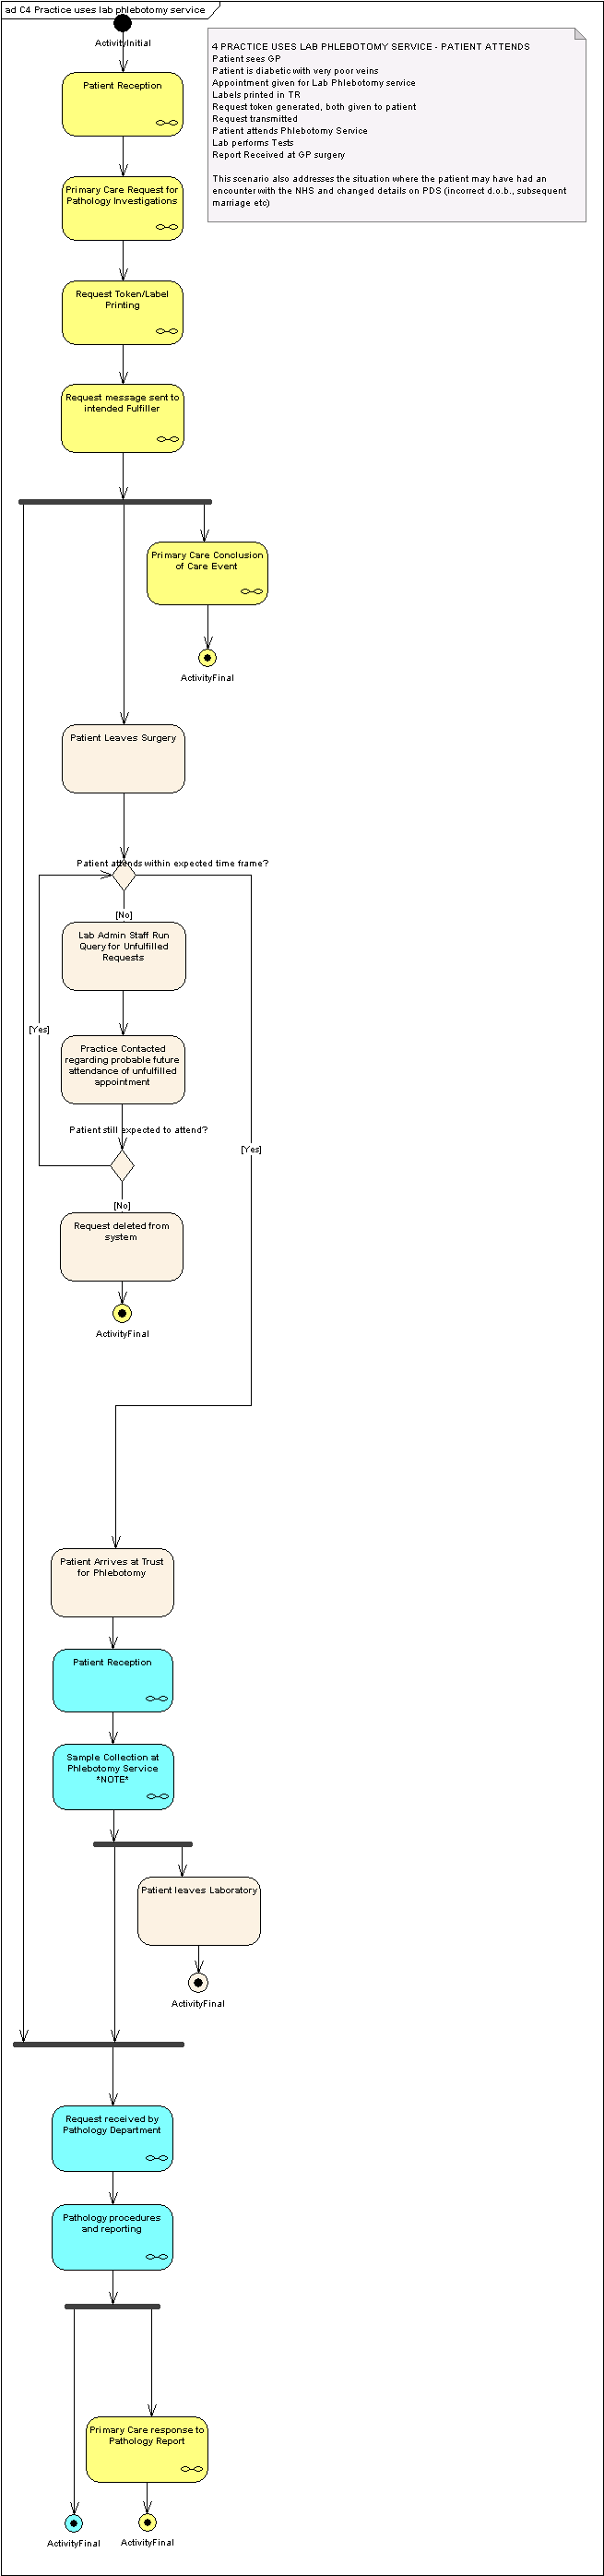 ad C4 Practice uses lab phlebotomy service
ActivityInitial
4 PRACTICE USES LAB PHLEBOTOMY SERVICE - PATIENT ATTENDS
Patient sees GP
Patient is diabetic with very poor veins
Appointment given for Lab Phlebotomy service
Labels printed in TR
Request token generated, both given to patient
Request transmitted
Patient attends Phlebotomy Service
Lab performs Tests
Report Received at GP surgery
This scenario also addresses the situation where the patient may have had an
encounter with the NHS and changed details on PDS (incorrect d.o.b., subsequent
marriage etc)
Patient Reception
Primary Care Request for
Pathology Investigations
Request Token/Label
Printing
Request message sent to
intended Fulfiller
Primary Care Conclusion
of Care Event
ActivityFinal
Patient Leaves Surgery
Patient attends within expected time frame?
[No]
Lab Admin Staff Run
Query for Unfulfilled
Requests
[Yes]
Practice Contacted
regarding probable future
attendance of unfulfilled
appointment
Patient still expected to attend?
[Yes]
[No]
Request deleted from
system
ActivityFinal
Patient Arrives at Trust
for Phlebotomy
Patient Reception
Sample Collection at
Phlebotomy Service
*NOTE*
Patient leaves Laboratory
ActivityFinal
Request received by
Pathology Department
Pathology procedures
and reporting
Primary Care response to
Pathology Report
ActivityFinal
ActivityFinal